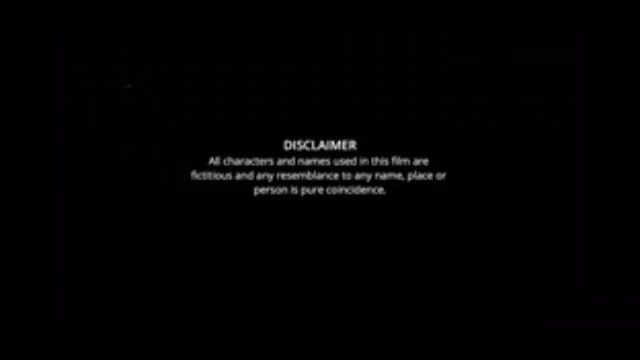 DISCLAIMER
All characters and names used in this film are
fictitious and any resemblance to any name, place or
person is pure coincidence.